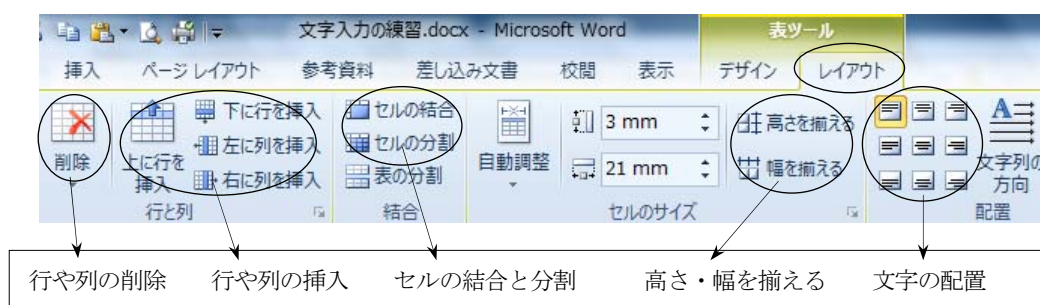 文字入力の練習.docx - Microsoft Word
表ツール
挿入 ページ レイアウト 参考資料 差し込み文書 校閲 表示 デザイン レイアウト
削除
上に行を
挿入
下に行を挿入
左に列を挿入
右に列を挿入
行と列
セルの結合
セルの分割
表の分割
結合
自動調整
3 mm
21 mm
高さを揃える
幅を揃える
セルのサイズ
文字列の
方向
配置
行や列の削除 行や列の挿入 セルの結合と分割 高さ・幅を揃える 文字の配置